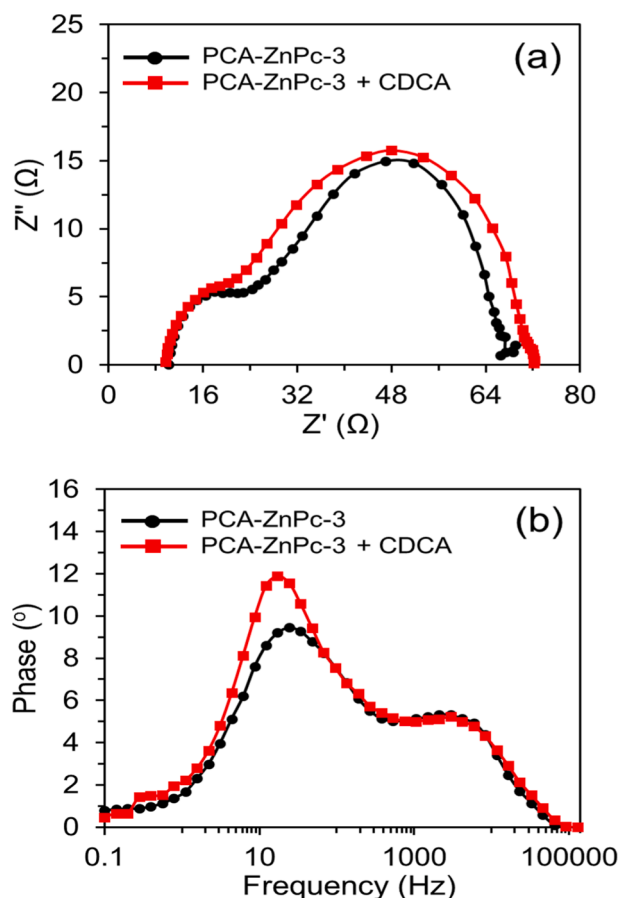 25
20
15
10
5
0
Z" (Ω)
PCA-ZnPc-3
PCA-ZnPc-3 + CDCA
(a)
0 16 32 48 64 80
Z' (Ω)
16
14
12
10
8
6
4
2
0
Phase (⁰)
PCA-ZnPc-3
PCA-ZnPc-3 + CDCA
(b)
0.1 10 1000 100000
Frequency (Hz)